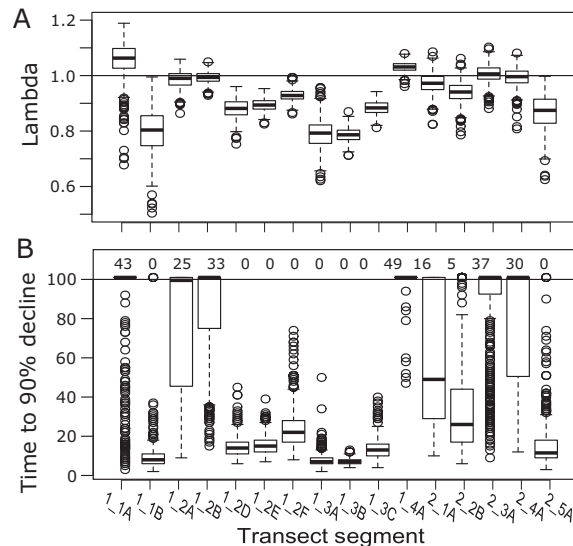 A
Lambda
1.2
1.0
0.8
0.6
B
43 0 25 33 0 0 0 0 0 0 49 16 5 37 30 0
Time to 90% decline
100
80
60
40
20
0
1_1A 1_1B 1_2A 1_2B 1_2D 1_2E 1_2F 1_3A 1_3B 1_3C 1_4A 2_1A 2_2B 2_3A 2_4A 2_5A
Transect segment